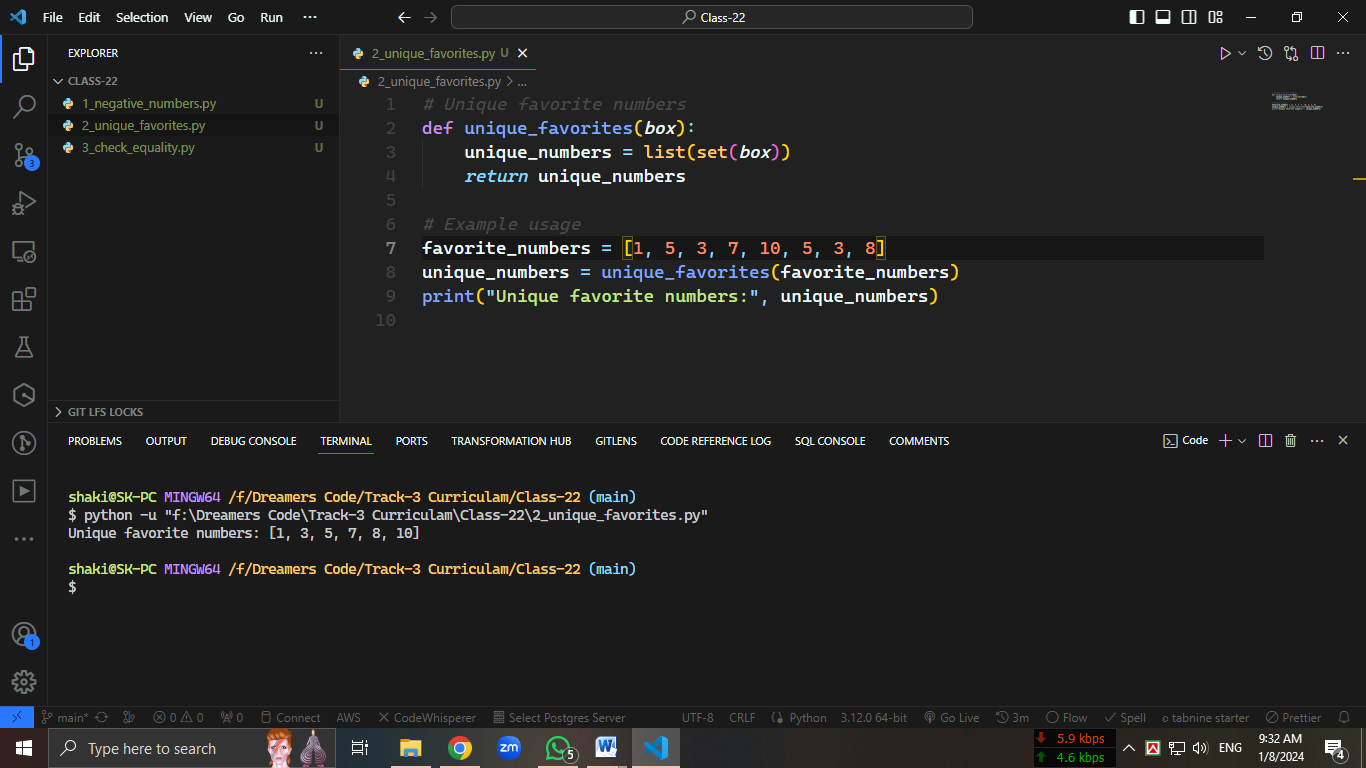 File Edit Selection View Go Run ··· Class-22
EXPLORER ···
CLASS-22
1_negative_numbers.py U
2_unique_favorites.py U
3_check_equality.py U
GIT LFS LOCKS
3
1
2_unique_favorites.py U
2_unique_favorites.py > ...
1 # Unique favorite numbers
2 def unique_favorites(box):
3 unique_numbers = list(set(box))
4 return unique_numbers
5
6 # Example usage
7 favorite_numbers = [1, 5, 3, 7, 10, 5, 3, 8]
8 unique_numbers = unique_favorites(favorite_numbers)
9 print("Unique favorite numbers:", unique_numbers)
10
PROBLEMS OUTPUT DEBUG CONSOLE TERMINAL PORTS TRANSFORMATION HUB GITLENS CODE REFERENCE LOG SQL CONSOLE COMMENTS Code
shaki@SK-PC MINGW64 /f/Dreamers Code/Track-3 Curriculam/Class-22 (main)
$ python -u "f:\Dreamers Code\Track-3 Curriculam\Class-22\2_unique_favorites.py"
Unique favorite numbers: [1, 3, 5, 7, 8, 10]
shaki@SK-PC MINGW64 /f/Dreamers Code/Track-3 Curriculam/Class-22 (main)
$
main* 0 0 0 Connect AWS CodeWhisperer Select Postgres Server UTF-8 CRLF Python 3.12.0 64-bit Go Live 3m Flow Spell tabnine starter Prettier
Type here to search zm 5 W 5.9 kbps ENG 9:32 AM
4.6 kbps 1/8/2024 4